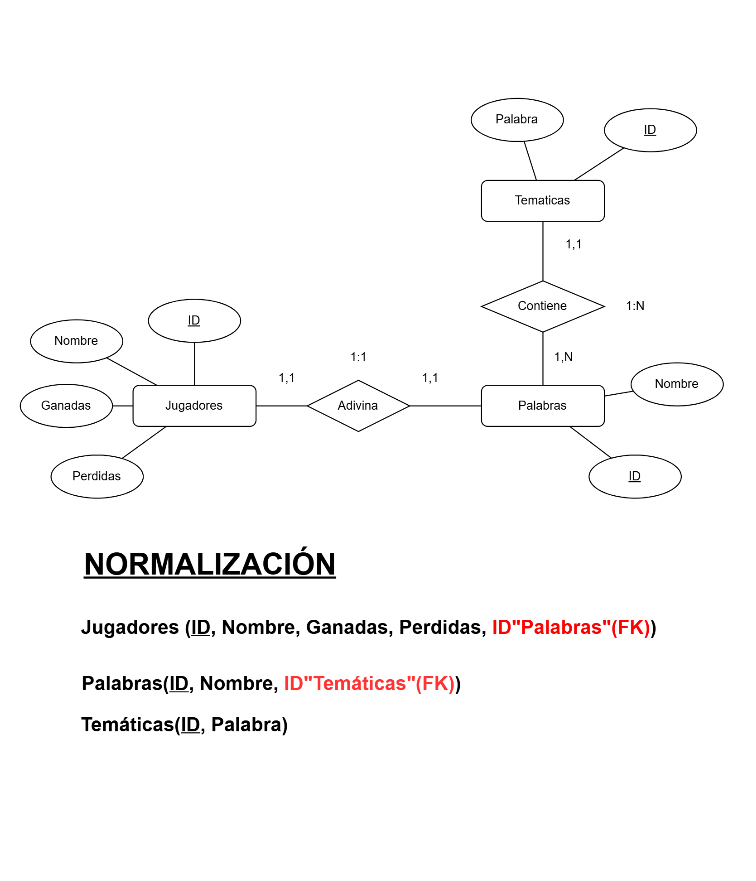 Palabra
ID
Tematicas
1,1
Contiene
1:N
ID
Nombre
1:1
1,N
1,1
1,1
Nombre
Ganadas
Jugadores
Adivina
Palabras
Perdidas
ID
NORMALIZACIÓN
Jugadores (ID, Nombre, Ganadas, Perdidas, ID"Palabras"(FK))
Palabras(ID, Nombre, ID"Temáticas"(FK))
Temáticas(ID, Palabra)